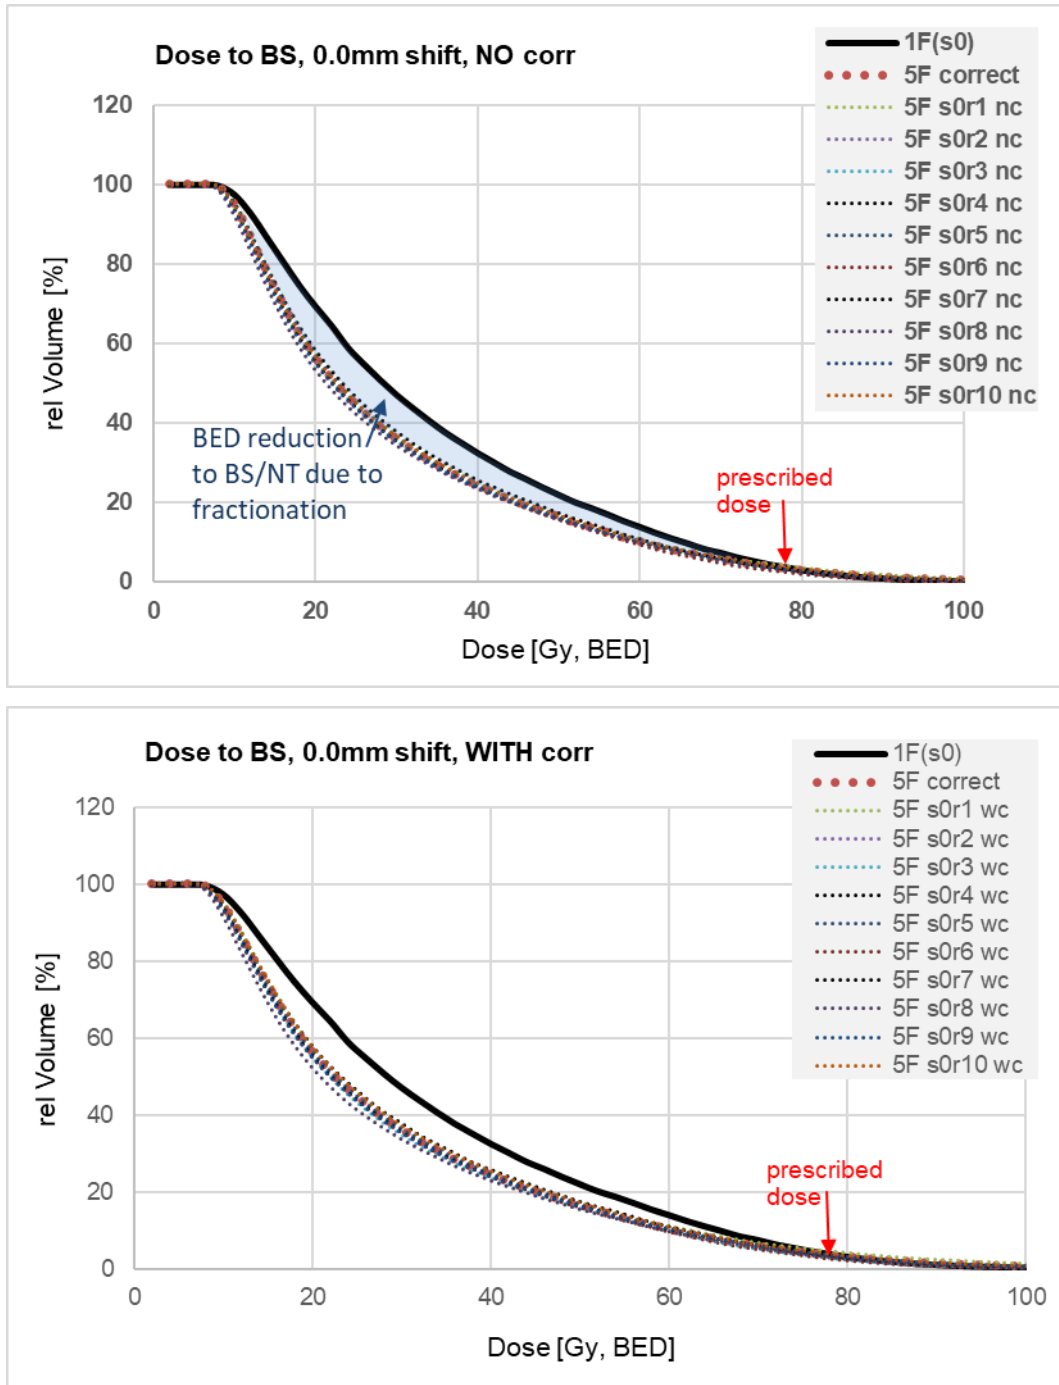 Dose to BS, 0.0mm shift, NO corr
1F(s0)
5F correct
5F s0r1 nc
5F s0r2 nc
5F s0r3 nc
5F s0r4 nc
5F s0r5 nc
5F s0r6 nc
5F s0r7 nc
5F s0r8 nc
5F s0r9 nc
5F s0r10 nc
120
100
80
60
40
20
0
rel Volume [%]
BED reduction
to BS/NT due to
fractionation
prescribed
dose
0 20 40 60 80 100
Dose [Gy, BED]
Dose to BS, 0.0mm shift, WITH corr
1F(s0)
5F correct
5F s0r1 wc
5F s0r2 wc
5F s0r3 wc
5F s0r4 wc
5F s0r5 wc
5F s0r6 wc
5F s0r7 wc
5F s0r8 wc
5F s0r9 wc
5F s0r10 wc
120
100
80
60
40
20
0
rel Volume [%]
prescribed
dose
0 20 40 60 80 100
Dose [Gy, BED]